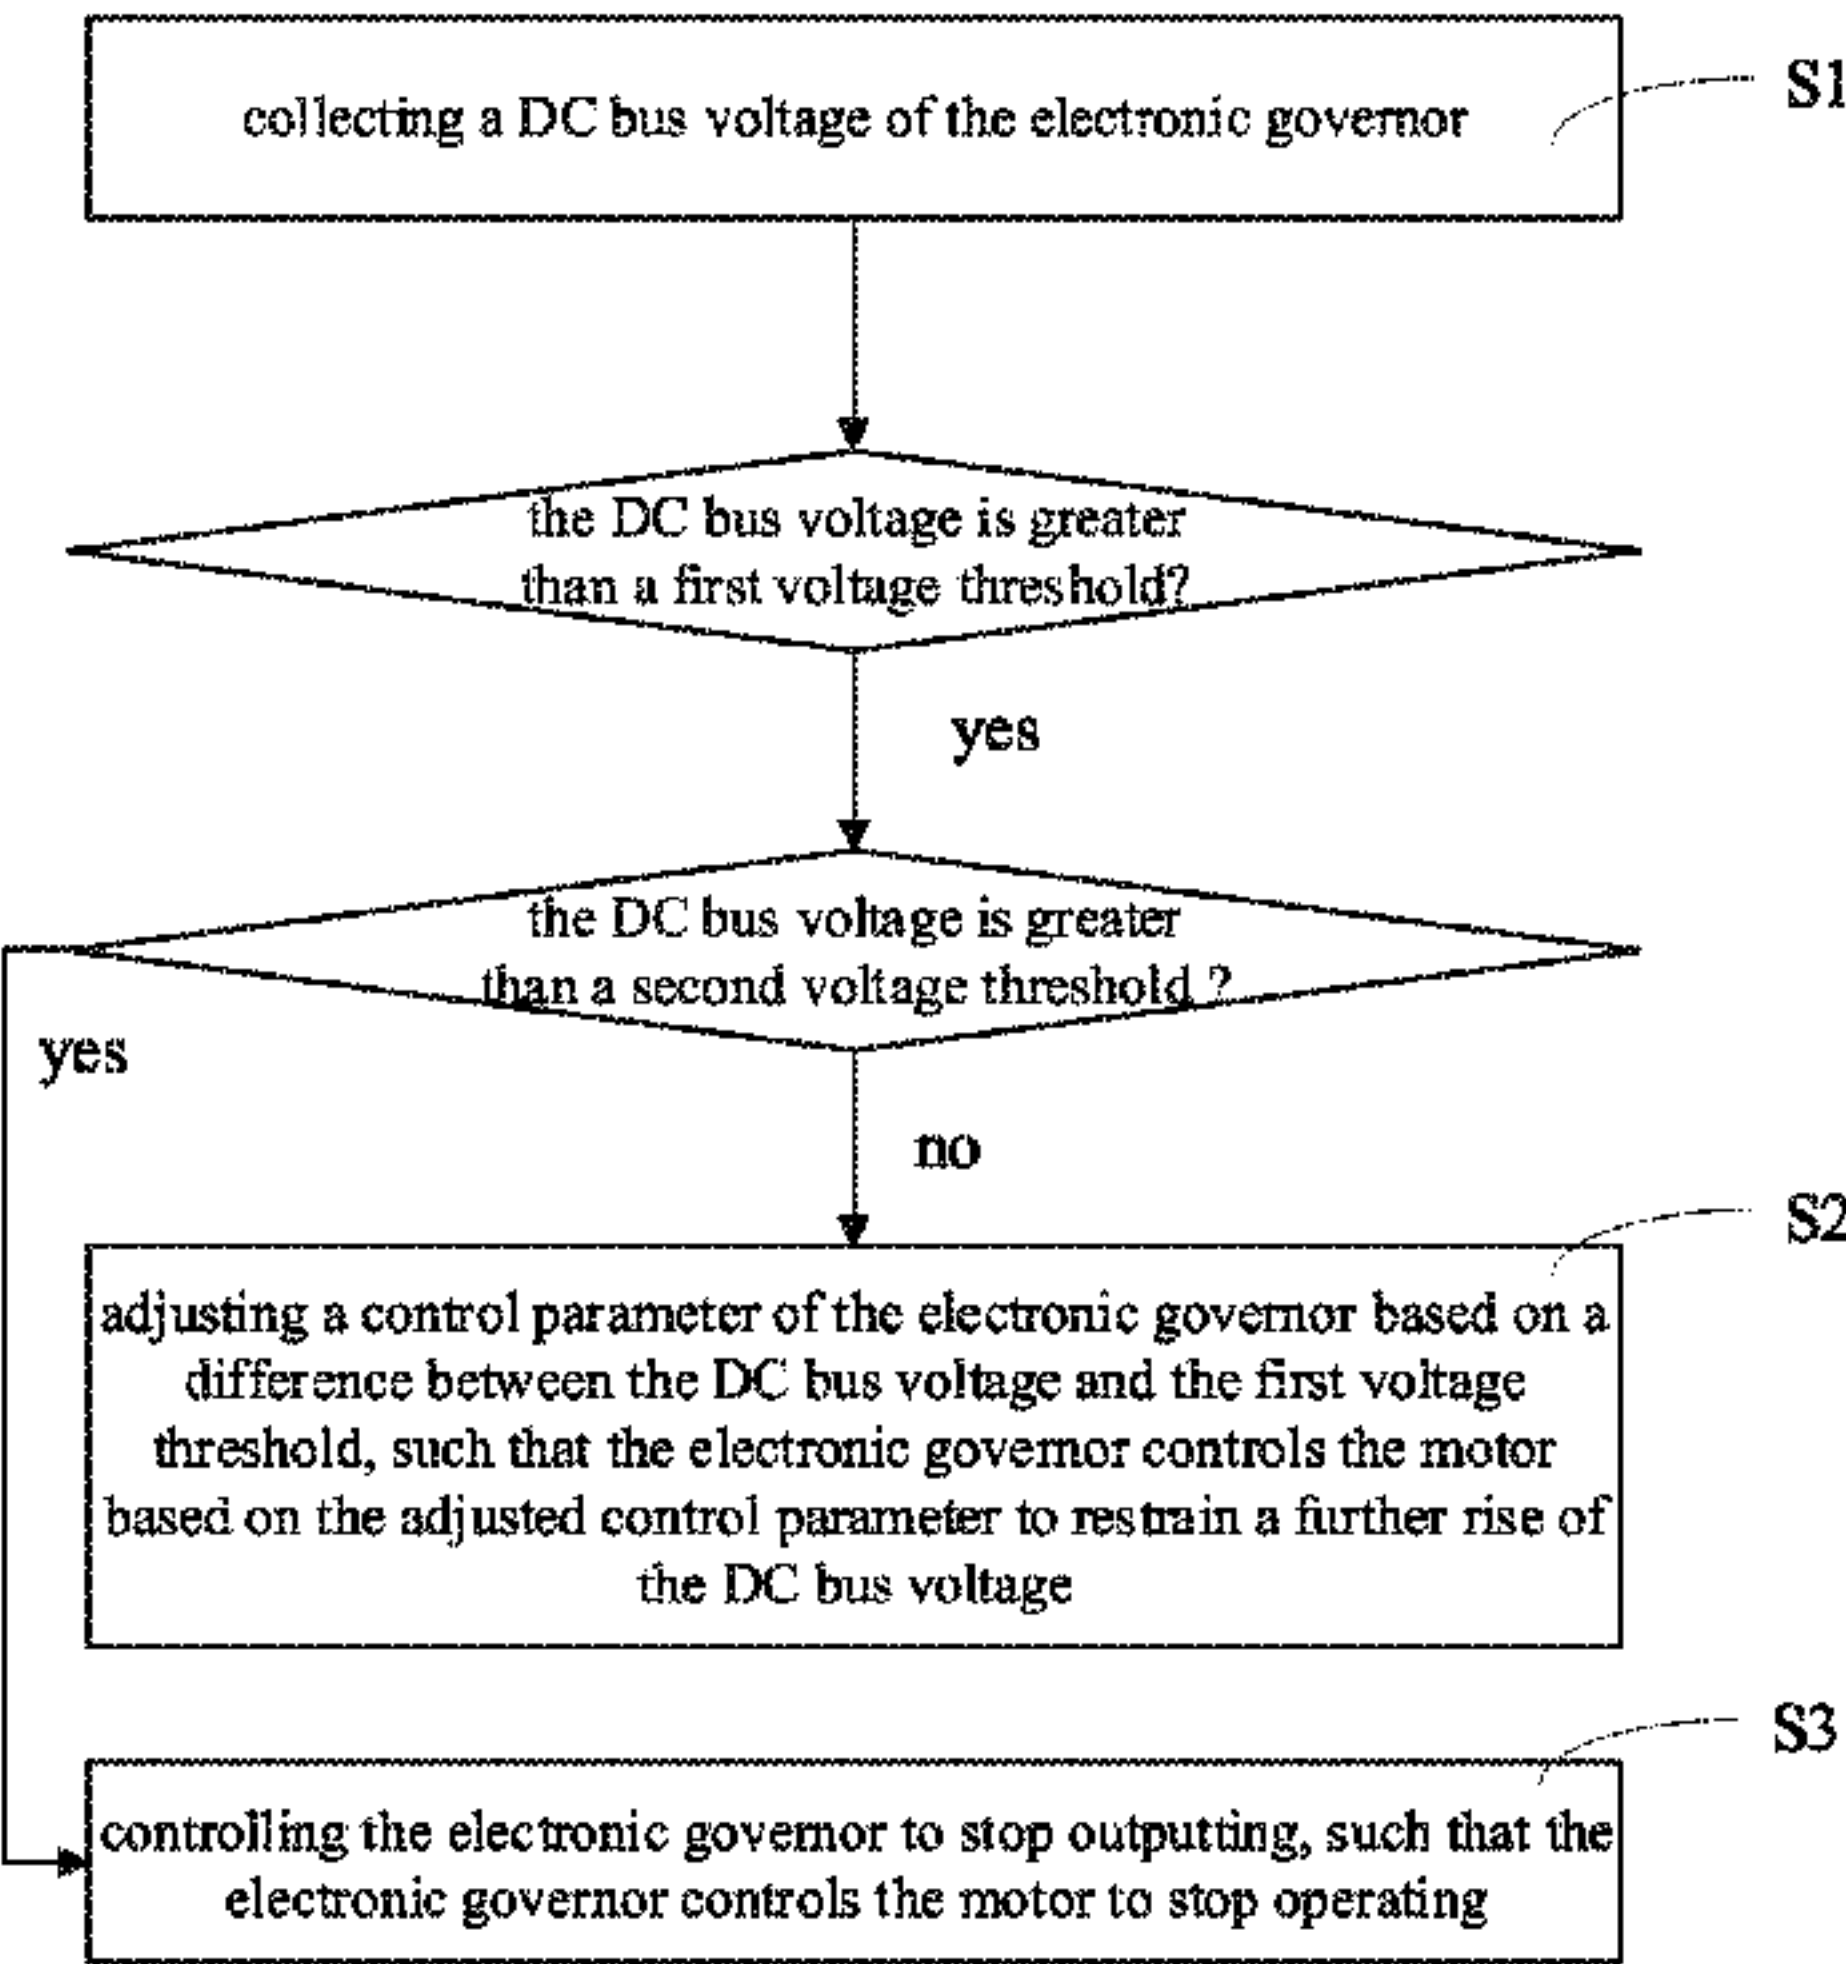 collecting a DC bus voltage of the electronic governor
S1
the DC bus voltage is greater
than a first voltage threshold?
yes
the DC bus voltage is greater
than a second voltage threshold ?
yes
no
S2
adjusting a control parameter of the electronic governor based on a
difference between the DC bus voltage and the first voltage
threshold, such that the electronic governor controls the motor
based on the adjusted control parameter to restrain a further rise of
the DC bus voltage
S3
controlling the electronic governor to stop outputting, such that the
electronic governor controls the motor to stop operating